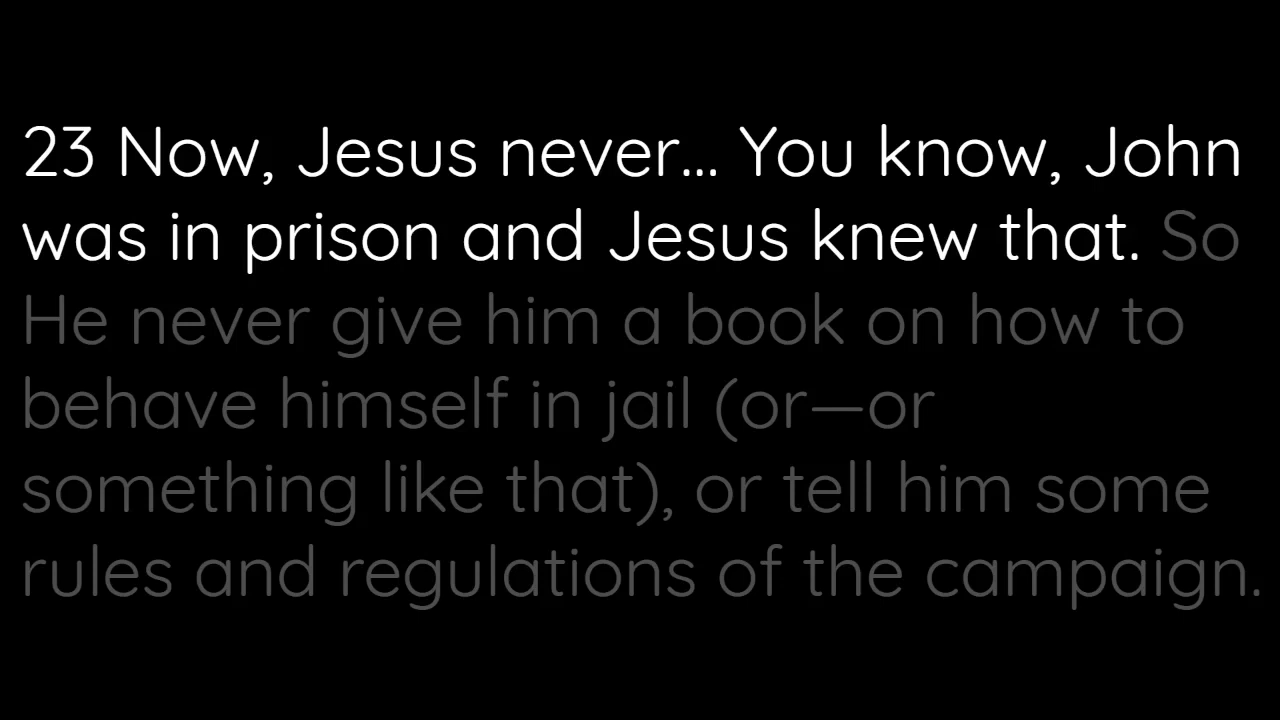 23 Now, Jesus never... You know, John
was in prison and Jesus knew that. So
He never give him a book on how to
behave himself in jail (or—or
something like that), or tell him some
rules and regulations of the campaign.